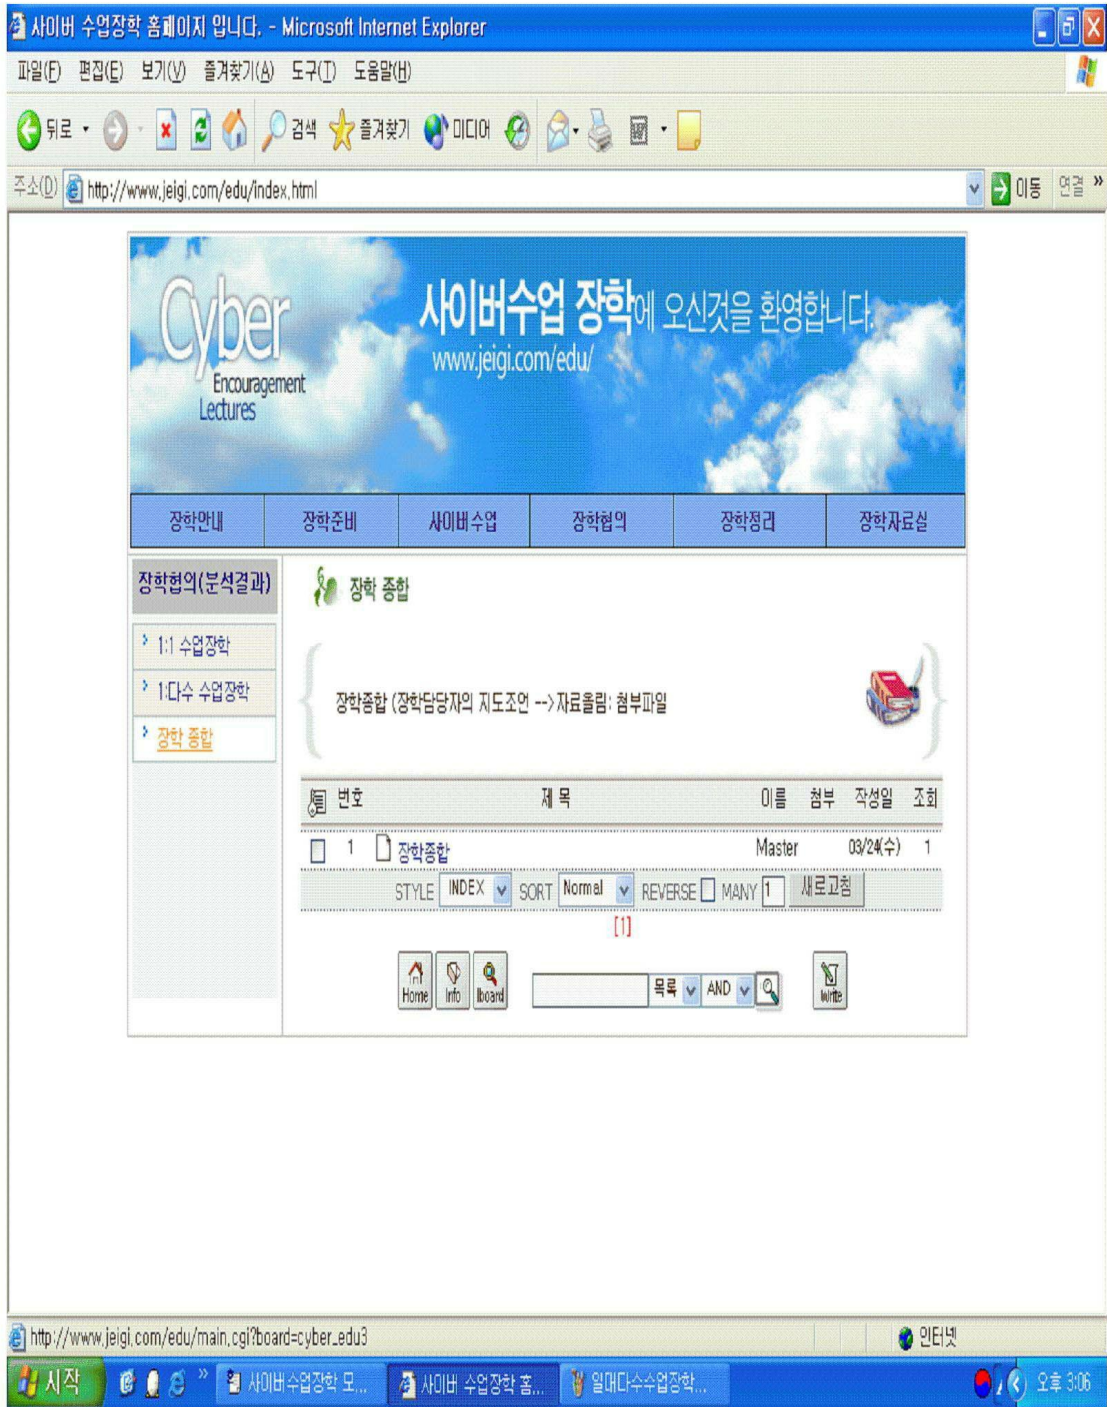 사이버 수업장학 홈페이지 입니다. - Microsoft Internet Explorer
파일(F) 편집(E) 보기(V) 즐겨찾기(A) 도구(T) 도움말(H)
뒤로 검색 즐겨찾기 미디어
주소(D) http://www.jeigi.com/edu/index.html 이동 연결 »
Cyber
Encouragement
Lectures
사이버수업 장학에 오신것을 환영합니다.
www.jeigi.com/edu/
장학안내 장학준비 사이버수업 장학협의 장학정리 장학자료실
장학협의(분석결과)
1:1 수업장학
1:다수 수업장학
장학 종합
장학 종합
장학종합 (장학담당자의 지도조언 -->자료올림: 첨부파일
번호 제 목 이름 첨부 작성일 조회
1 장학종합 Master 03/24(수) 1
STYLE INDEX SORT Normal REVERSE MANY 1 새로고침
[1]
Home Info Iboard 목록 AND Write
http://www.jeigi.com/edu/main.cgi?board=cyber_edu3 인터넷
시작 » 사이버수업장학 모... 사이버 수업장학 홈... 일대다수수업장학... 오후 3:06